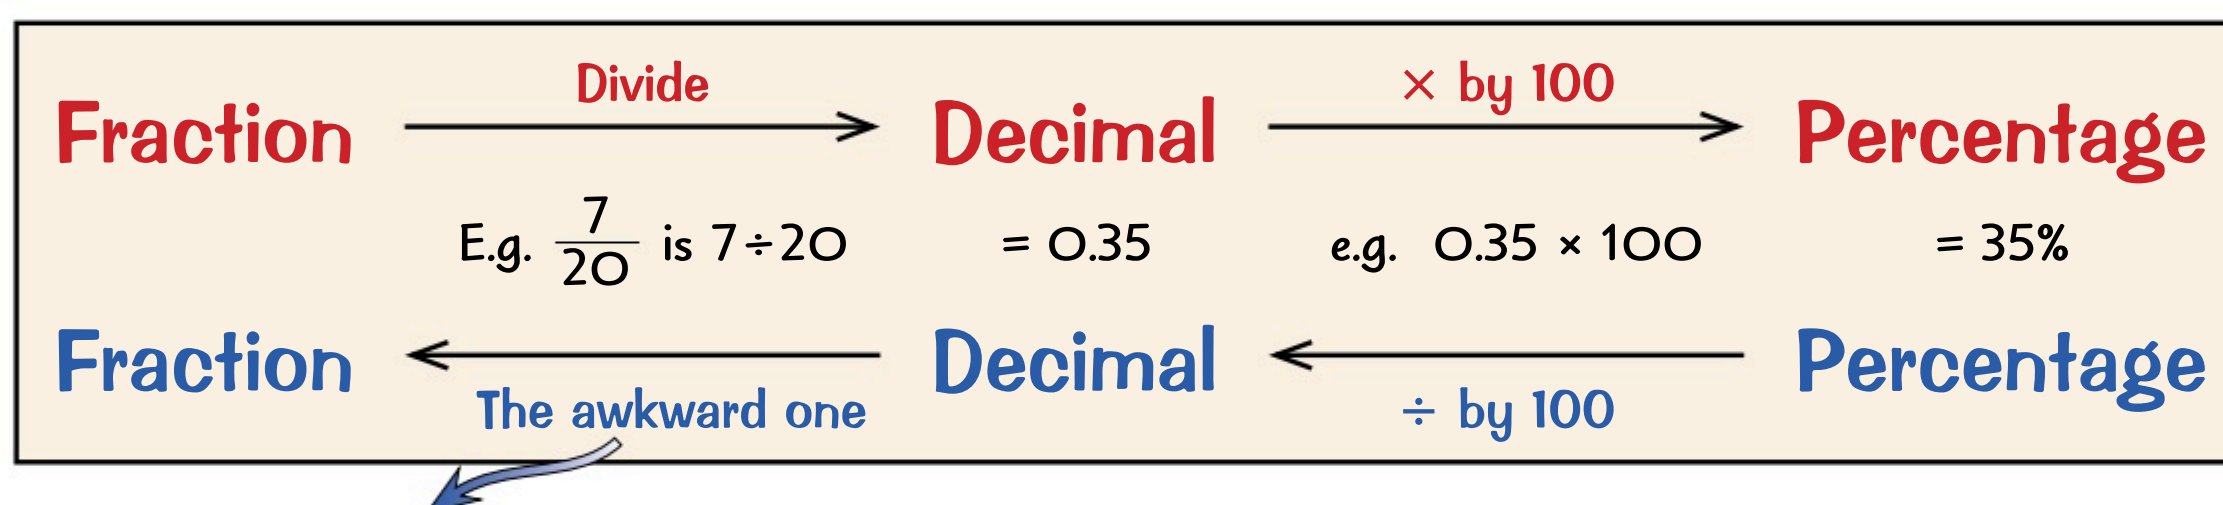 Divide × by 100
Fraction Decimal Percentage
E.g. 7/20 is 7÷20 = 0.35 e.g. 0.35 × 100 = 35%
Fraction Decimal Percentage
The awkward one ÷ by 100